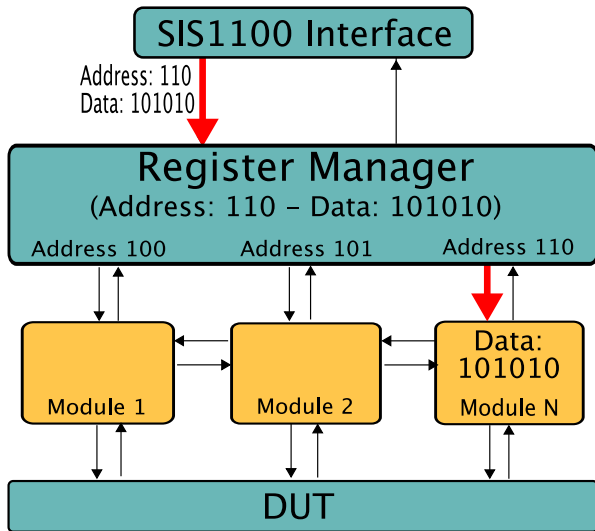 SIS1100 Interface
Address: 110
Data: 101010
Register Manager
(Address: 110 – Data: 101010)
Address 100
Address 101
Address 110
Module 1
Module 2
Data:
101010
Module N
DUT